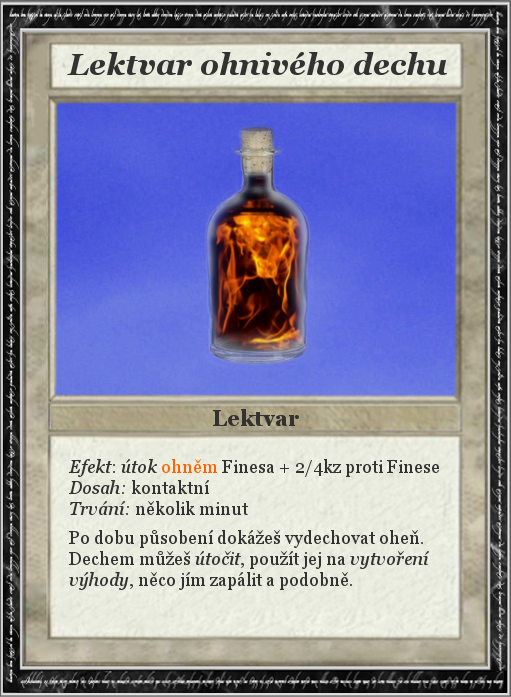 Lektvar ohnivého dechu
Lektvar
Efekt: útok ohněm Finesa + 2/4kz proti Finese
Dosah: kontaktní
Trvání: několik minut
Po dobu působení dokážeš vydechovat oheň.
Dechem můžeš útočit, použít jej na vytvoření
výhody, něco jím zapálit a podobně.